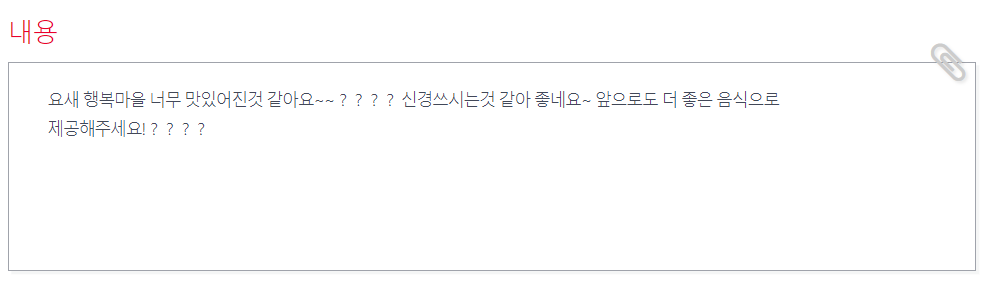 내용
요새 행복마을 너무 맛있어진것 같아요~~ ? ? ? ? 신경쓰시는것 같아 좋네요~ 앞으로도 더 좋은 음식으로
제공해주세요! ? ? ? ?